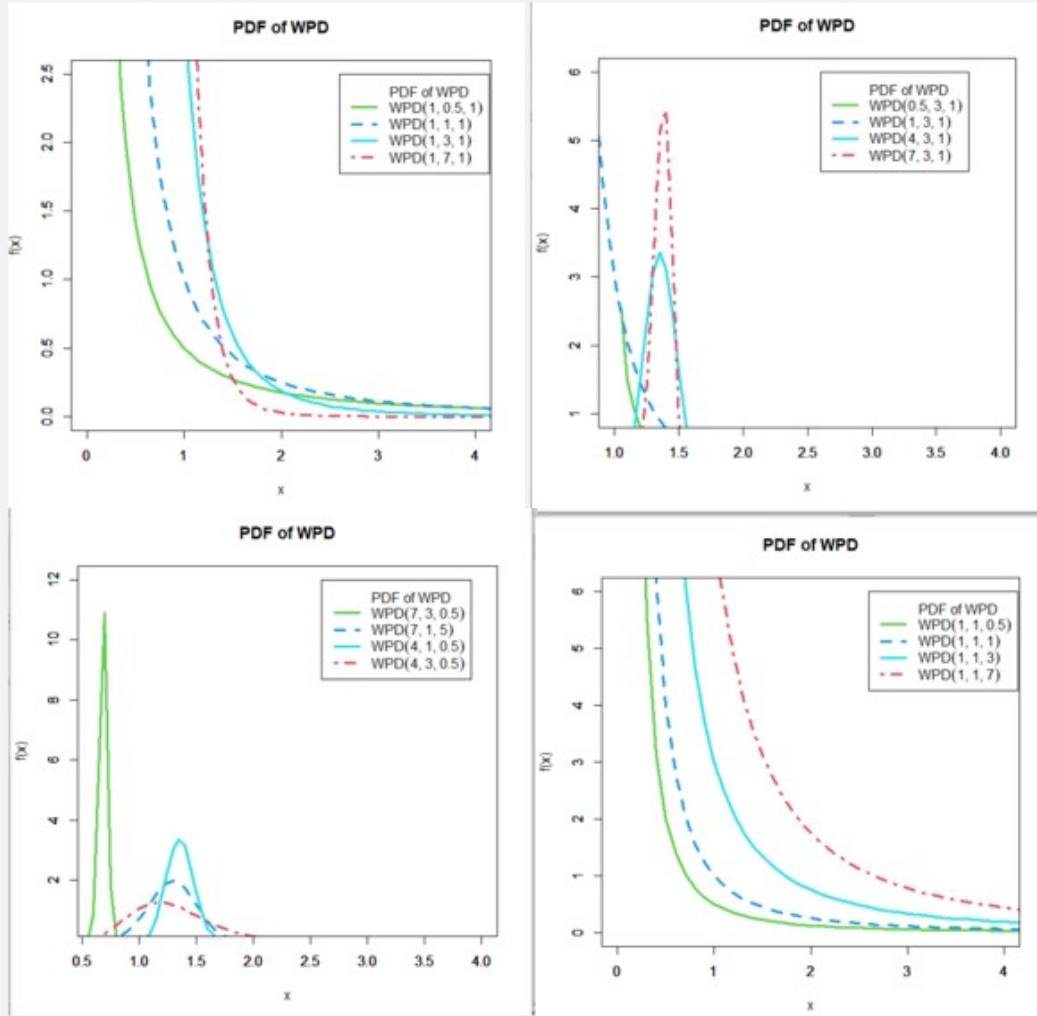 PDF of WPD
f(x)
2.5
2.0
1.5
1.0
0.5
0.0
PDF of WPD
WPD(1, 0.5, 1)
WPD(1, 1, 1)
WPD(1, 3, 1)
WPD(1, 7, 1)
0 1 2 3 4
x
PDF of WPD
f(x)
6
5
4
3
2
1
PDF of WPD
WPD(0.5, 3, 1)
WPD(1, 3, 1)
WPD(4, 3, 1)
WPD(7, 3, 1)
1.0 1.5 2.0 2.5 3.0 3.5 4.0
x
PDF of WPD
f(x)
12
10
8
6
4
2
PDF of WPD
WPD(7, 3, 0.5)
WPD(7, 1, 5)
WPD(4, 1, 0.5)
WPD(4, 3, 0.5)
0.5 1.0 1.5 2.0 2.5 3.0 3.5 4.0
x
PDF of WPD
f(x)
6
5
4
3
2
1
0
PDF of WPD
WPD(1, 1, 0.5)
WPD(1, 1, 1)
WPD(1, 1, 3)
WPD(1, 1, 7)
0 1 2 3 4
x